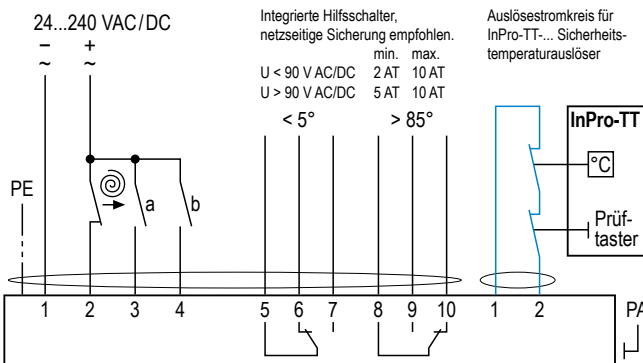 24...240 VAC/DC
− +
~ ~
Integrierte Hilfsschalter,
netzseitige Sicherung empfohlen.
min. max.
U < 90 V AC/DC 2 AT 10 AT
U > 90 V AC/DC 5 AT 10 AT
< 5° > 85°
Auslösestromkreis für
InPro-TT-... Sicherheits-
temperaturauslöser
InPro-TT
°C
Prüf-
taster
PE
a
b
1 2 3 4 5 6 7 8 9 10 1 2
PA